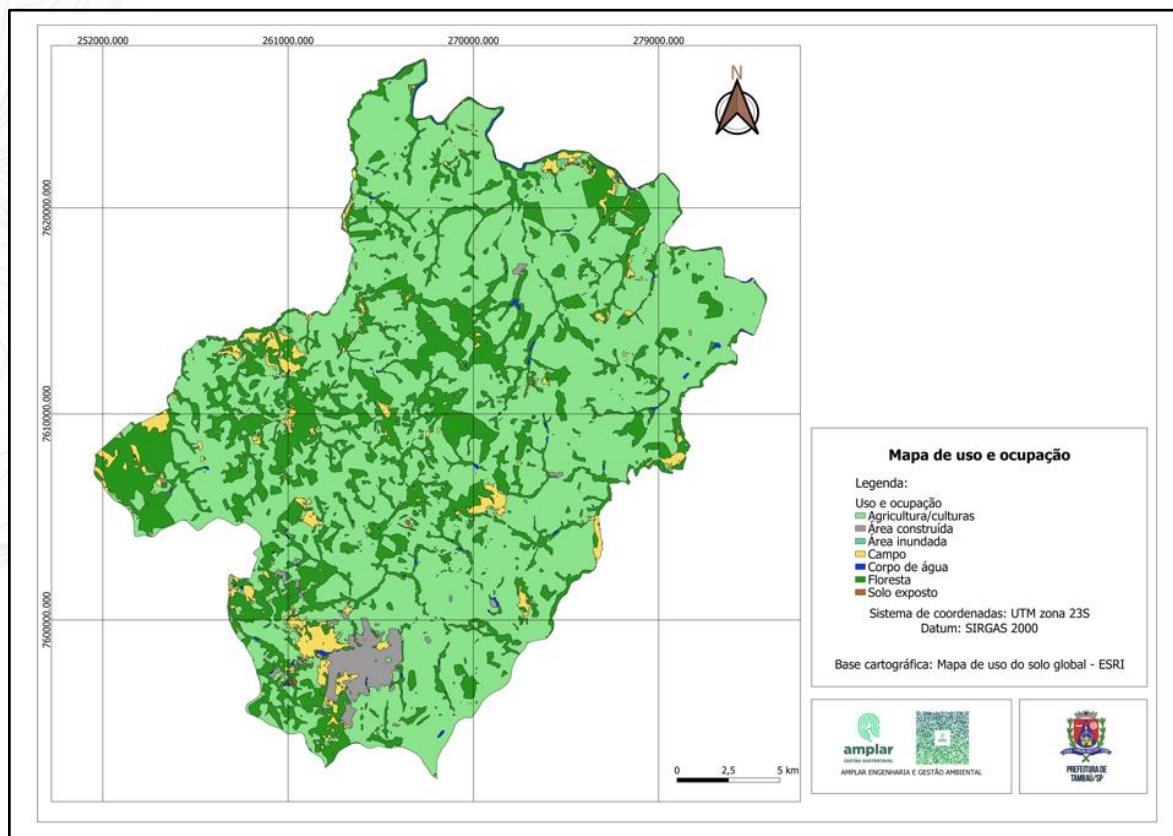 252000.000
261000.000
270000.000
279000.000
N
7620000.000
7610000.000
7600000.000
0
2,5
5 km
Mapa de uso e ocupação
Legenda:
Uso e ocupação
Agricultura/culturas
Área construída
Área inundada
Campo
Corpo de água
Floresta
Solo exposto
Sistema de coordenadas: UTM zona 23S
Datum: SIRGAS 2000
Base cartográfica: Mapa de uso do solo global - ESRI
amplar
GESTÃO SUSTENTÁVEL
AMPLAR ENGENHARIA E GESTÃO AMBIENTAL
PREFEITURA DE
TAMBAÚ/SP